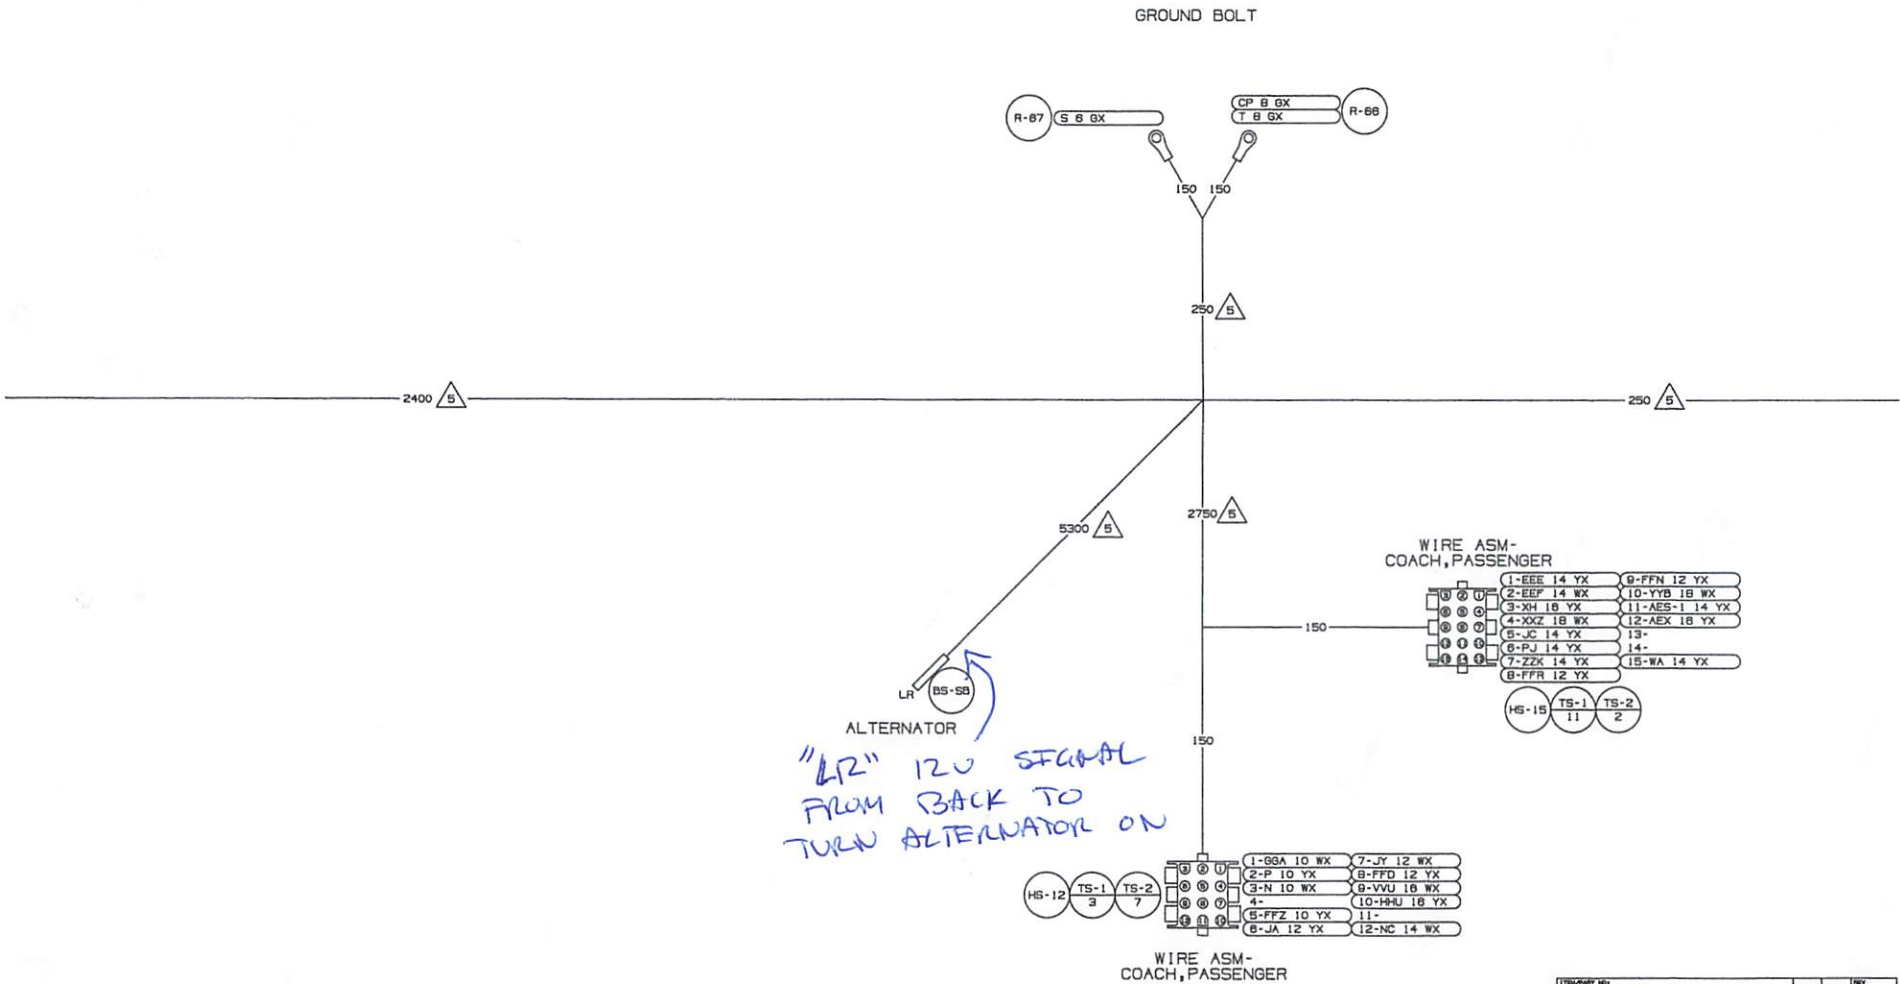 GROUND BOLT
R-67 S 6 GX
CP 8 GX
T 8 GX
R-66
150 150
250 5
2400 5
250 5
5300 5
2750 5
WIRE ASM-
COACH,PASSENGER
1-EEE 14 YX 9-FFN 12 YX
2-EEF 14 WX 10-YYB 18 WX
3-XH 18 YX 11-AES-1 14 YX
4-XXZ 18 WX 12-AEX 18 YX
5-JC 14 YX 13-
6-PJ 14 YX 14-
7-ZZK 14 YX 15-WA 14 YX
8-FFR 12 YX
150
HS-15 TS-1 11 TS-2 2
LR BS-SB
ALTERNATOR
150
"LR" 12V SIGNAL
FROM BACK TO
TURN ALTERNATOR ON
HS-12 TS-1 3 TS-2 7
1-GGA 10 WX 7-JY 12 WX
2-P 10 YX 8-FFD 12 YX
3-N 10 WX 9-VVU 18 WX
4- 10-HHU 18 YX
5-FFZ 10 YX 11-
6-JA 12 YX 12-NC 14 WX
WIRE ASM-
COACH,PASSENGER